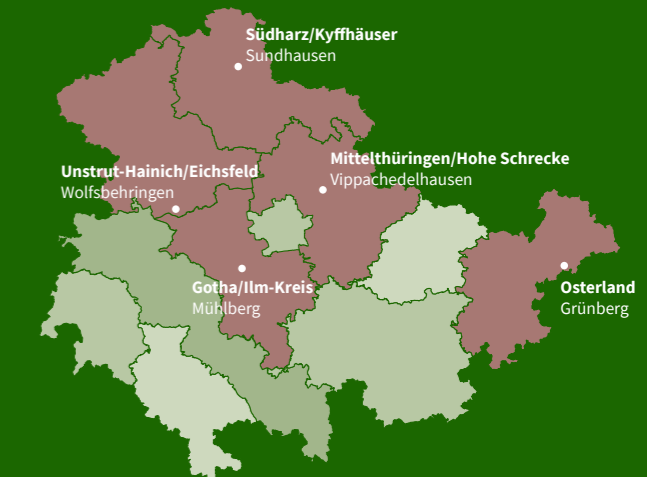 Südharz/Kyffhäuser
Sundhausen
Mittelthüringen/Hohe Schrecke
Vippachedelhausen
Unstrut-Hainich/Eichsfeld
Wolfsbehringen
Gotha/Ilm-Kreis
Mühlberg
Osterland
Grünberg